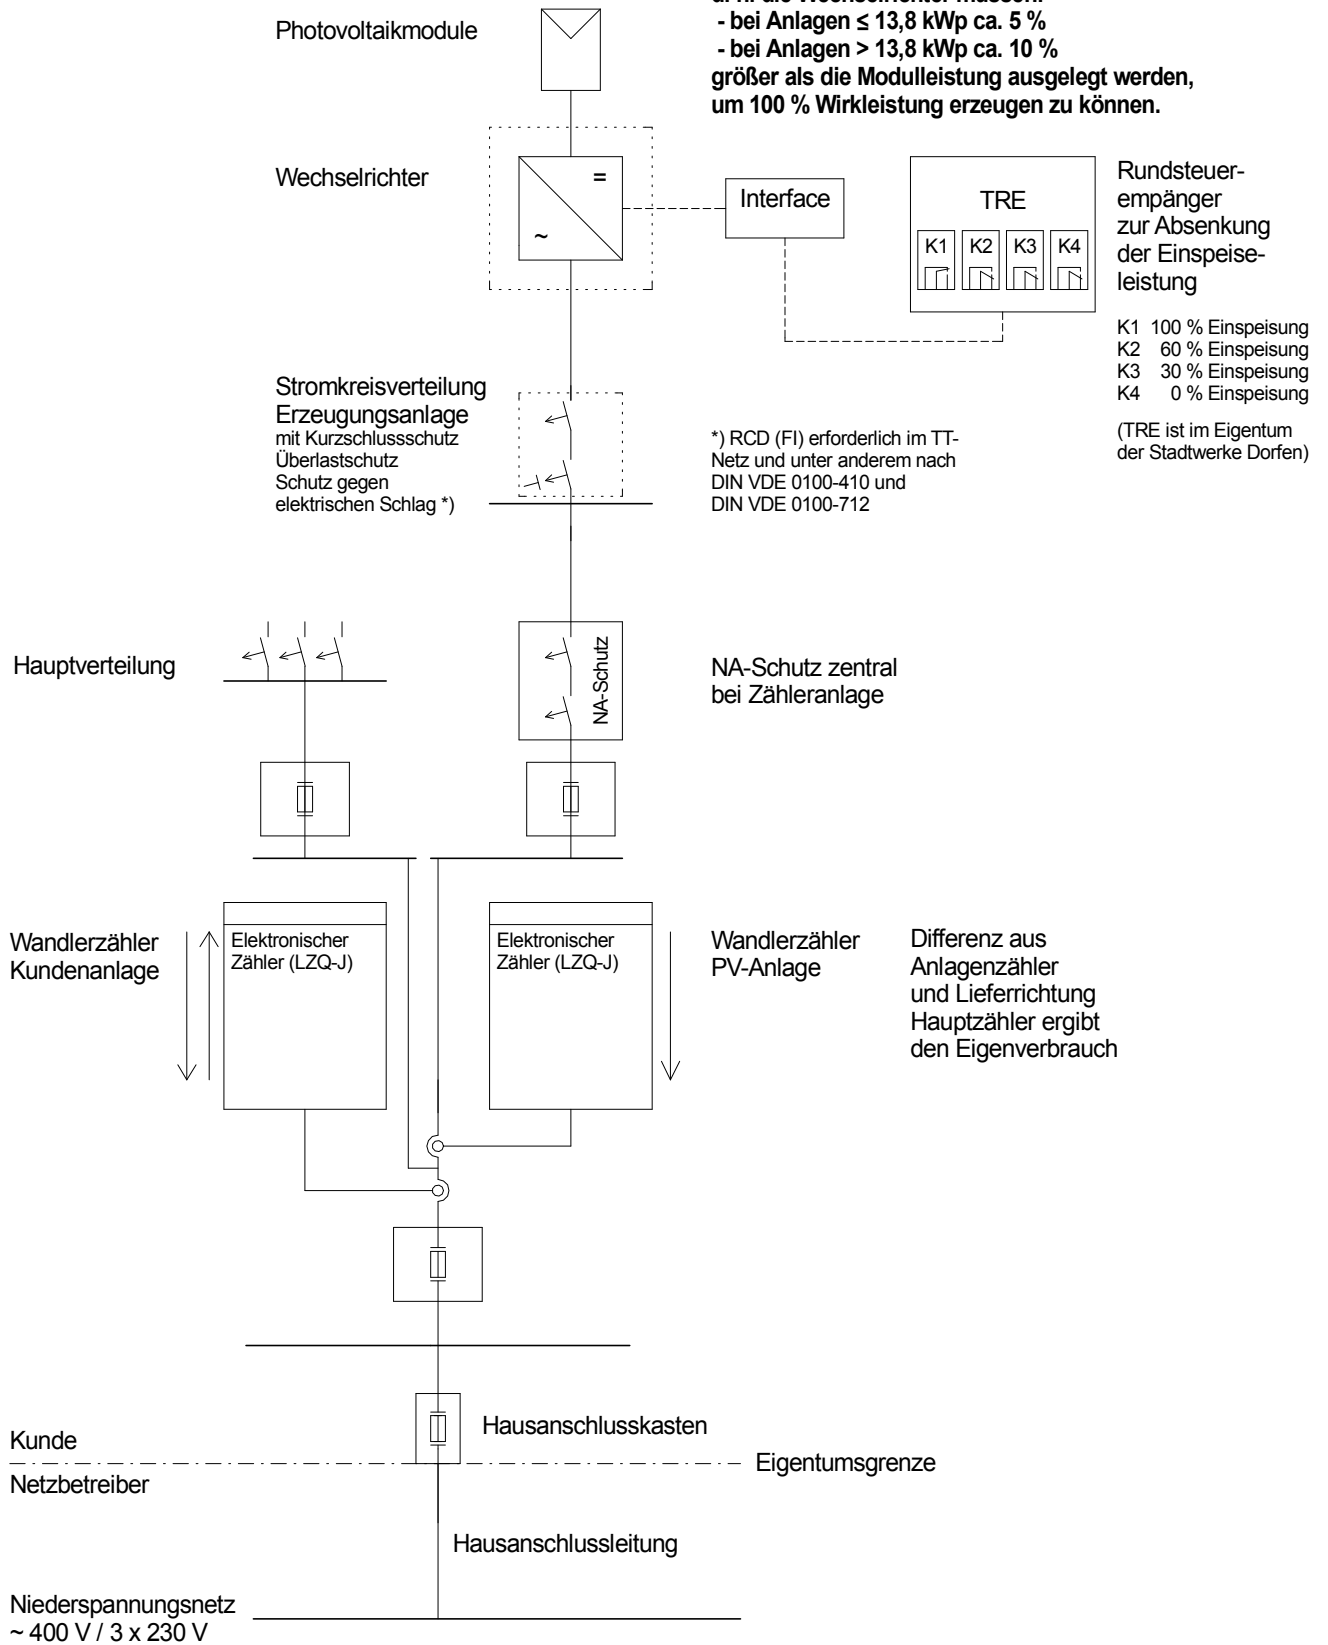 Photovoltaikmodule
- bei Anlagen ≤ 13,8 kWp ca. 5 %
- bei Anlagen > 13,8 kWp ca. 10 %
größer als die Modulleistung ausgelegt werden,
um 100 % Wirkleistung erzeugen zu können.
Wechselrichter
=
~
Interface
TRE
K1 K2 K3 K4
Rundsteuer-
empänger
zur Absenkung
der Einspeise-
leistung
K1 100 % Einspeisung
K2 60 % Einspeisung
K3 30 % Einspeisung
K4 0 % Einspeisung
(TRE ist im Eigentum
der Stadtwerke Dorfen)
Stromkreisverteilung
Erzeugungsanlage
mit Kurzschlussschutz
Überlastschutz
Schutz gegen
elektrischen Schlag *)
*) RCD (FI) erforderlich im TT-
Netz und unter anderem nach
DIN VDE 0100-410 und
DIN VDE 0100-712
Hauptverteilung
NA-Schutz
NA-Schutz zentral
bei Zähleranlage
Wandlerzähler
Kundenanlage
Elektronischer
Zähler (LZQ-J)
Elektronischer
Zähler (LZQ-J)
Wandlerzähler
PV-Anlage
Differenz aus
Anlagenzähler
und Lieferrichtung
Hauptzähler ergibt
den Eigenverbrauch
Hausanschlusskasten
Kunde
Eigentumsgrenze
Netzbetreiber
Hausanschlussleitung
Niederspannungsnetz
~ 400 V / 3 x 230 V